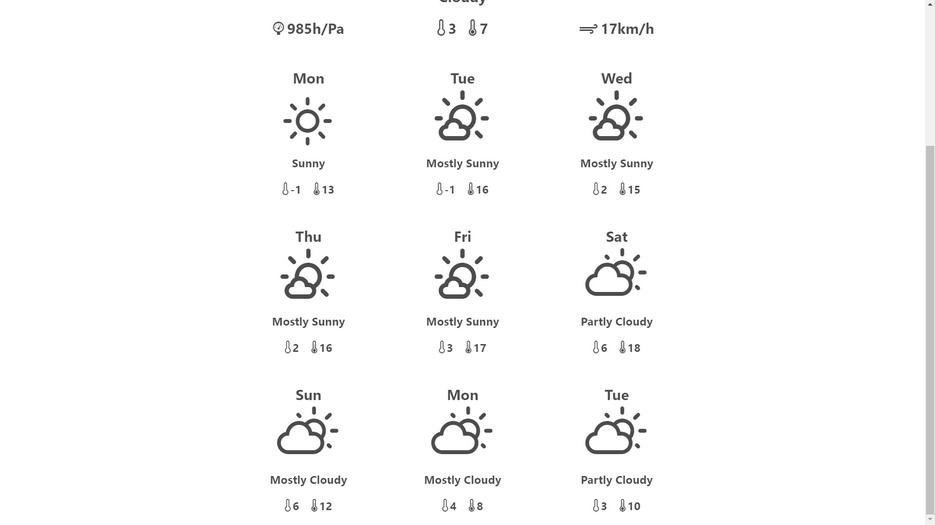 Cloudy
985h/Pa 3 7 17km/h
Mon Tue Wed
Sunny Mostly Sunny Mostly Sunny
-1 13 -1 16 2 15
Thu Fri Sat
Mostly Sunny Mostly Sunny Partly Cloudy
2 16 3 17 6 18
Sun Mon Tue
Mostly Cloudy Mostly Cloudy Partly Cloudy
6 12 4 8 3 10